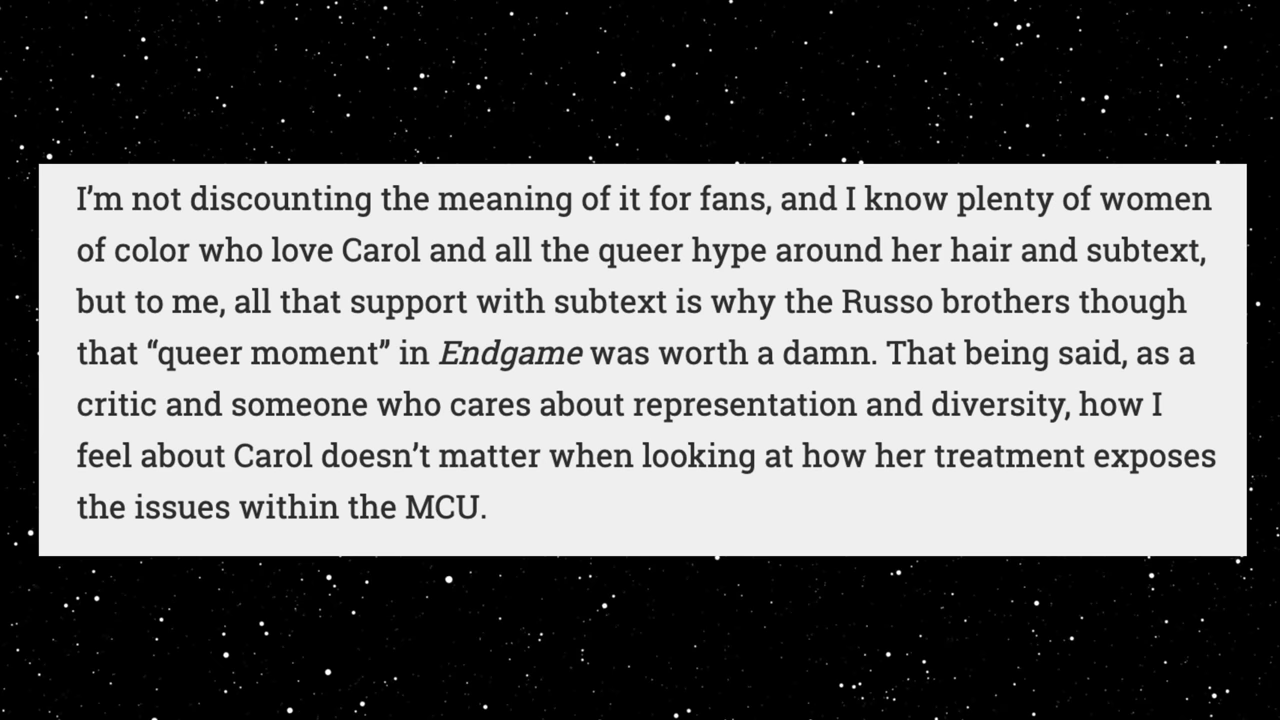 I’m not discounting the meaning of it for fans, and I know plenty of women
of color who love Carol and all the queer hype around her hair and subtext,
but to me, all that support with subtext is why the Russo brothers though
that “queer moment” in Endgame was worth a damn. That being said, as a
critic and someone who cares about representation and diversity, how I
feel about Carol doesn’t matter when looking at how her treatment exposes
the issues within the MCU.